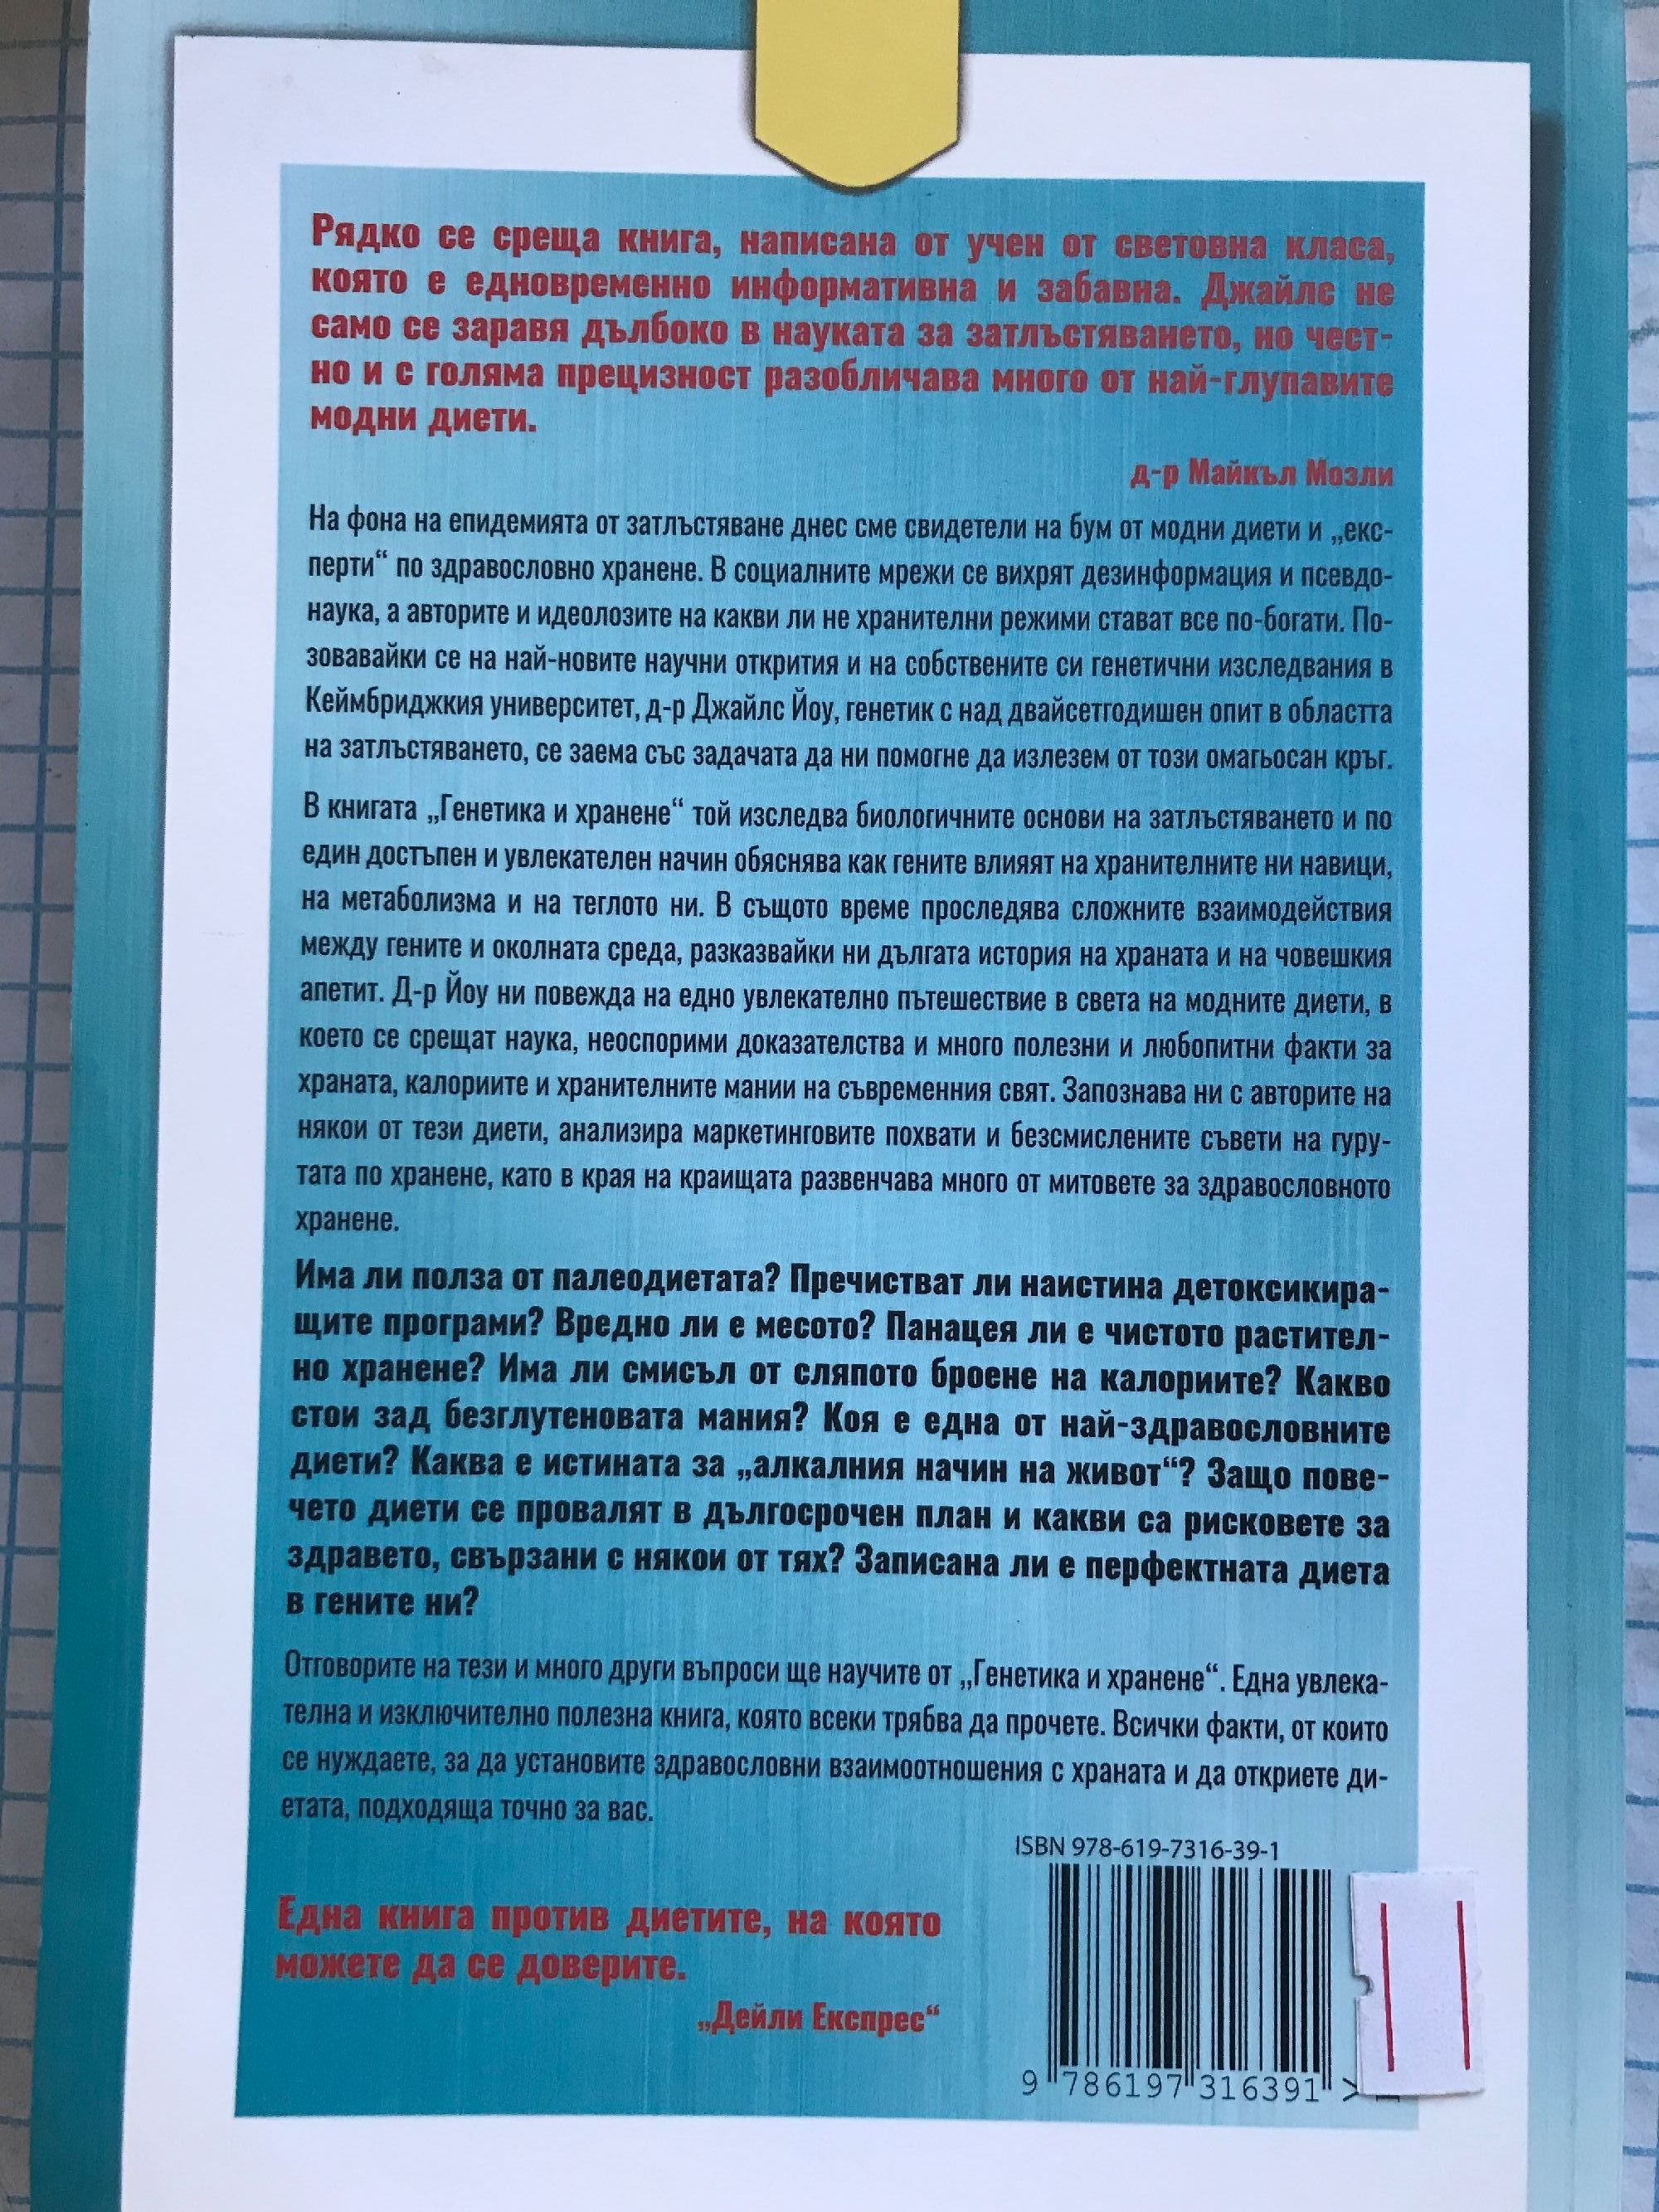 Рядко се среща книга, написана от учен от световна класа,
която е едновременно информативна и забавна. Джайлс не
само се заравя дълбоко в науката за затлъстяването, но чест-
но и с голяма прецизност разобличава много от най-глупавите
модни диети.
д-р Майкъл Мозли
На фона на епидемията от затлъстяване днес сме свидетели на бум от модни диети и „екс-
перти“ по здравословно хранене. В социалните мрежи се вихрят дезинформация и псевдо-
наука, а авторите и идеолозите на какви ли не хранителни режими стават все по-богати. По-
зовавайки се на най-новите научни открития и на собствените си генетични изследвания в
Кеймбриджкия университет, д-р Джайлс Йоу, генетик с над двайсетгодишен опит в областта
на затлъстяването, се заема със задачата да ни помогне да излезем от този омагьосан кръг.
В книгата „Генетика и хранене“ той изследва биологичните основи на затлъстяването и по
един достъпен и увлекателен начин обяснява как гените влияят на хранителните ни навици,
на метаболизма и на теглото ни. В същото време проследява сложните взаимодействия
между гените и околната среда, разказвайки ни дългата история на храната и на човешкия
апетит. Д-р Йоу ни повежда на едно увлекателно пътешествие в света на модните диети, в
което се срещат наука, неоспорими доказателства и много полезни и любопитни факти за
храната, калориите и хранителните мании на съвременния свят. Запознава ни с авторите на
някои от тези диети, анализира маркетинговите похвати и безсмислените съвети на гуру-
тата по хранене, като в края на краищата развенчава много от митовете за здравословното
хранене.
Има ли полза от палеодиетата? Пречистват ли наистина детоксикира-
щите програми? Вредно ли е месото? Панацея ли е чистото растител-
но хранене? Има ли смисъл от сляпото броене на калориите? Какво
стои зад безглутеновата мания? Коя е една от най-здравословните
диети? Каква е истината за „алкалния начин на живот“? Защо пове-
чето диети се провалят в дългосрочен план и какви са рисковете за
здравето, свързани с някои от тях? Записана ли е перфектната диета
в гените ни?
Отговорите на тези и много други въпроси ще научите от „Генетика и хранене“. Една увлека-
телна и изключително полезна книга, която всеки трябва да прочете. Всички факти, от които
се нуждаете, за да установите здравословни взаимоотношения с храната и да откриете ди-
етата, подходяща точно за вас.
ISBN 978-619-7316-39-1
Една книга против диетите, на която
можете да се доверите.
„Дейли Експрес“
9 786197 316391 >